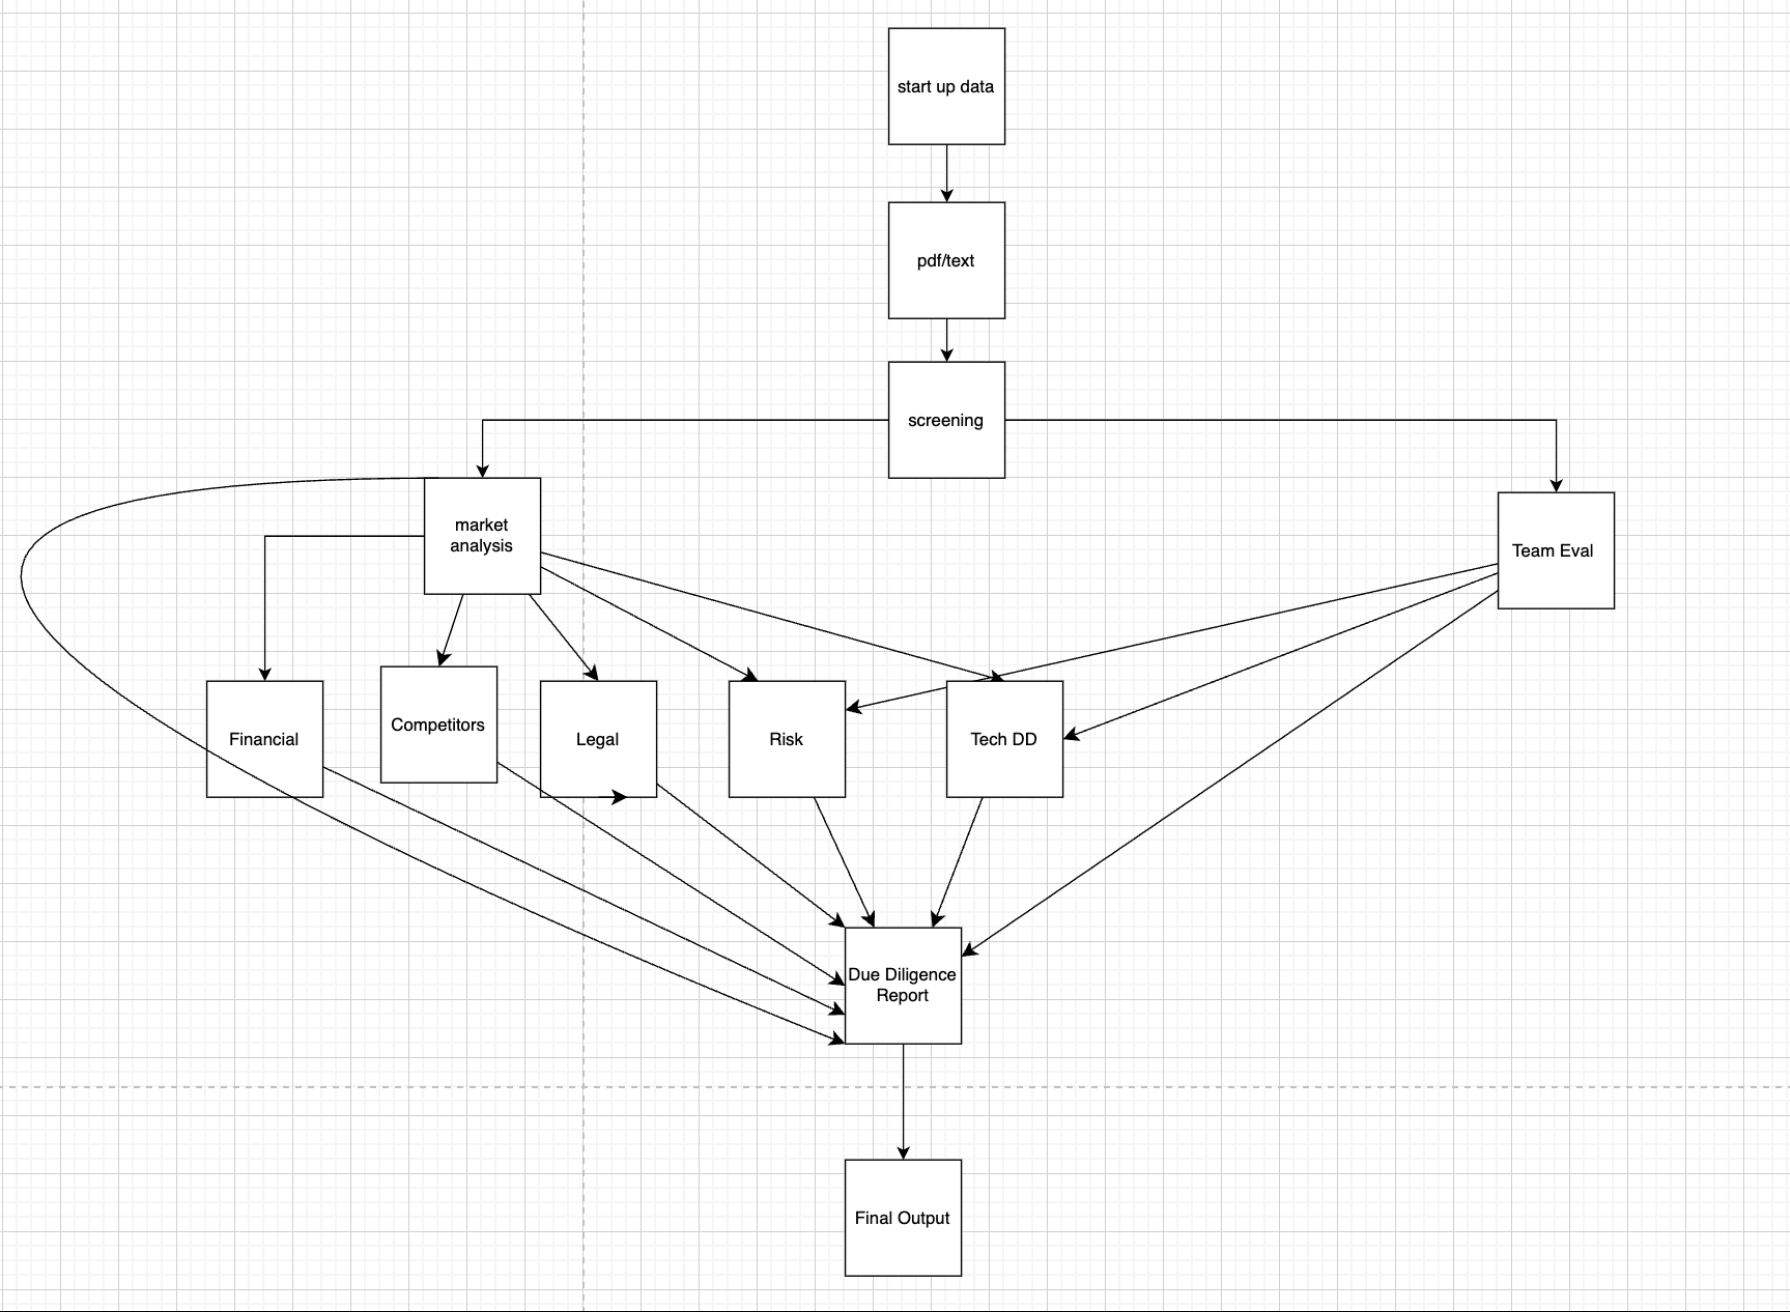 start up data
pdf/text
screening
market
analysis
Team Eval
Financial
Competitors
Legal
Risk
Tech DD
Due Diligence
Report
Final Output